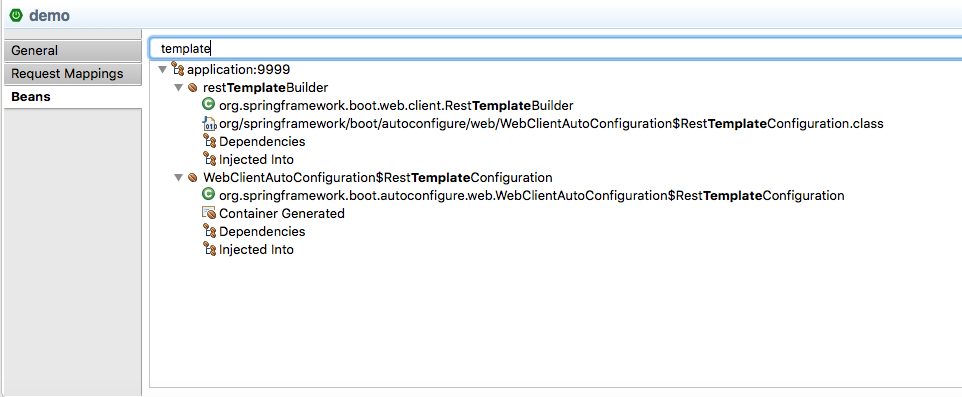 demo
General
Request Mappings
Beans
template
application:9999
restTemplateBuilder
org.springframework.boot.web.client.RestTemplateBuilder
org/springframework/boot/autoconfigure/web/WebClientAutoConfiguration$RestTemplateConfiguration.class
Dependencies
Injected Into
WebClientAutoConfiguration$RestTemplateConfiguration
org.springframework.boot.autoconfigure.web.WebClientAutoConfiguration$RestTemplateConfiguration
Container Generated
Dependencies
Injected Into